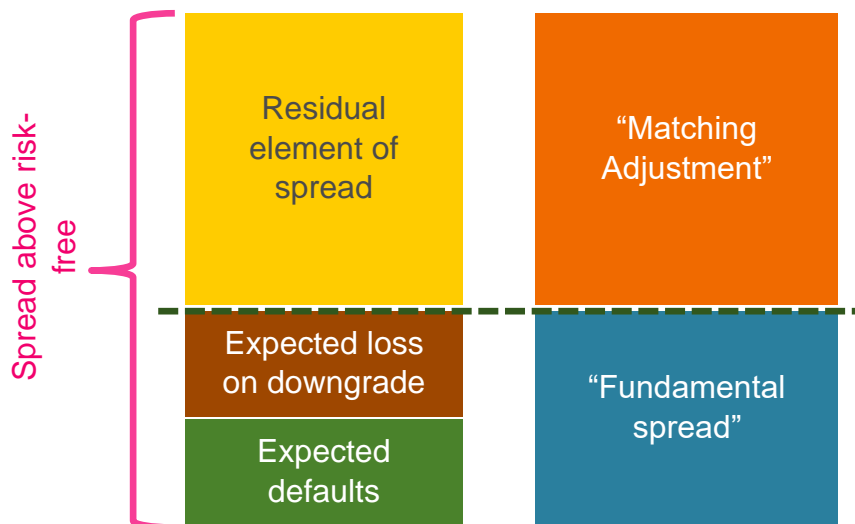 Spread above risk-
free
Residual
element of
spread
“Matching
Adjustment”
Expected loss
on downgrade
“Fundamental
spread”
Expected
defaults